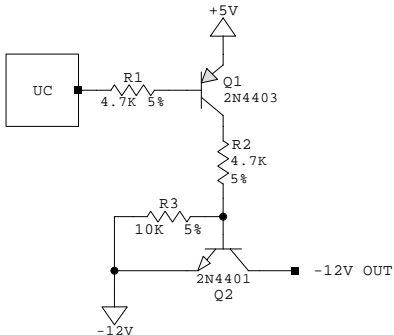 +5V
UC
R1
4.7K 5%
Q1
2N4403
R2
4.7K
5%
R3
10K 5%
2N4401
Q2
-12V OUT
-12V